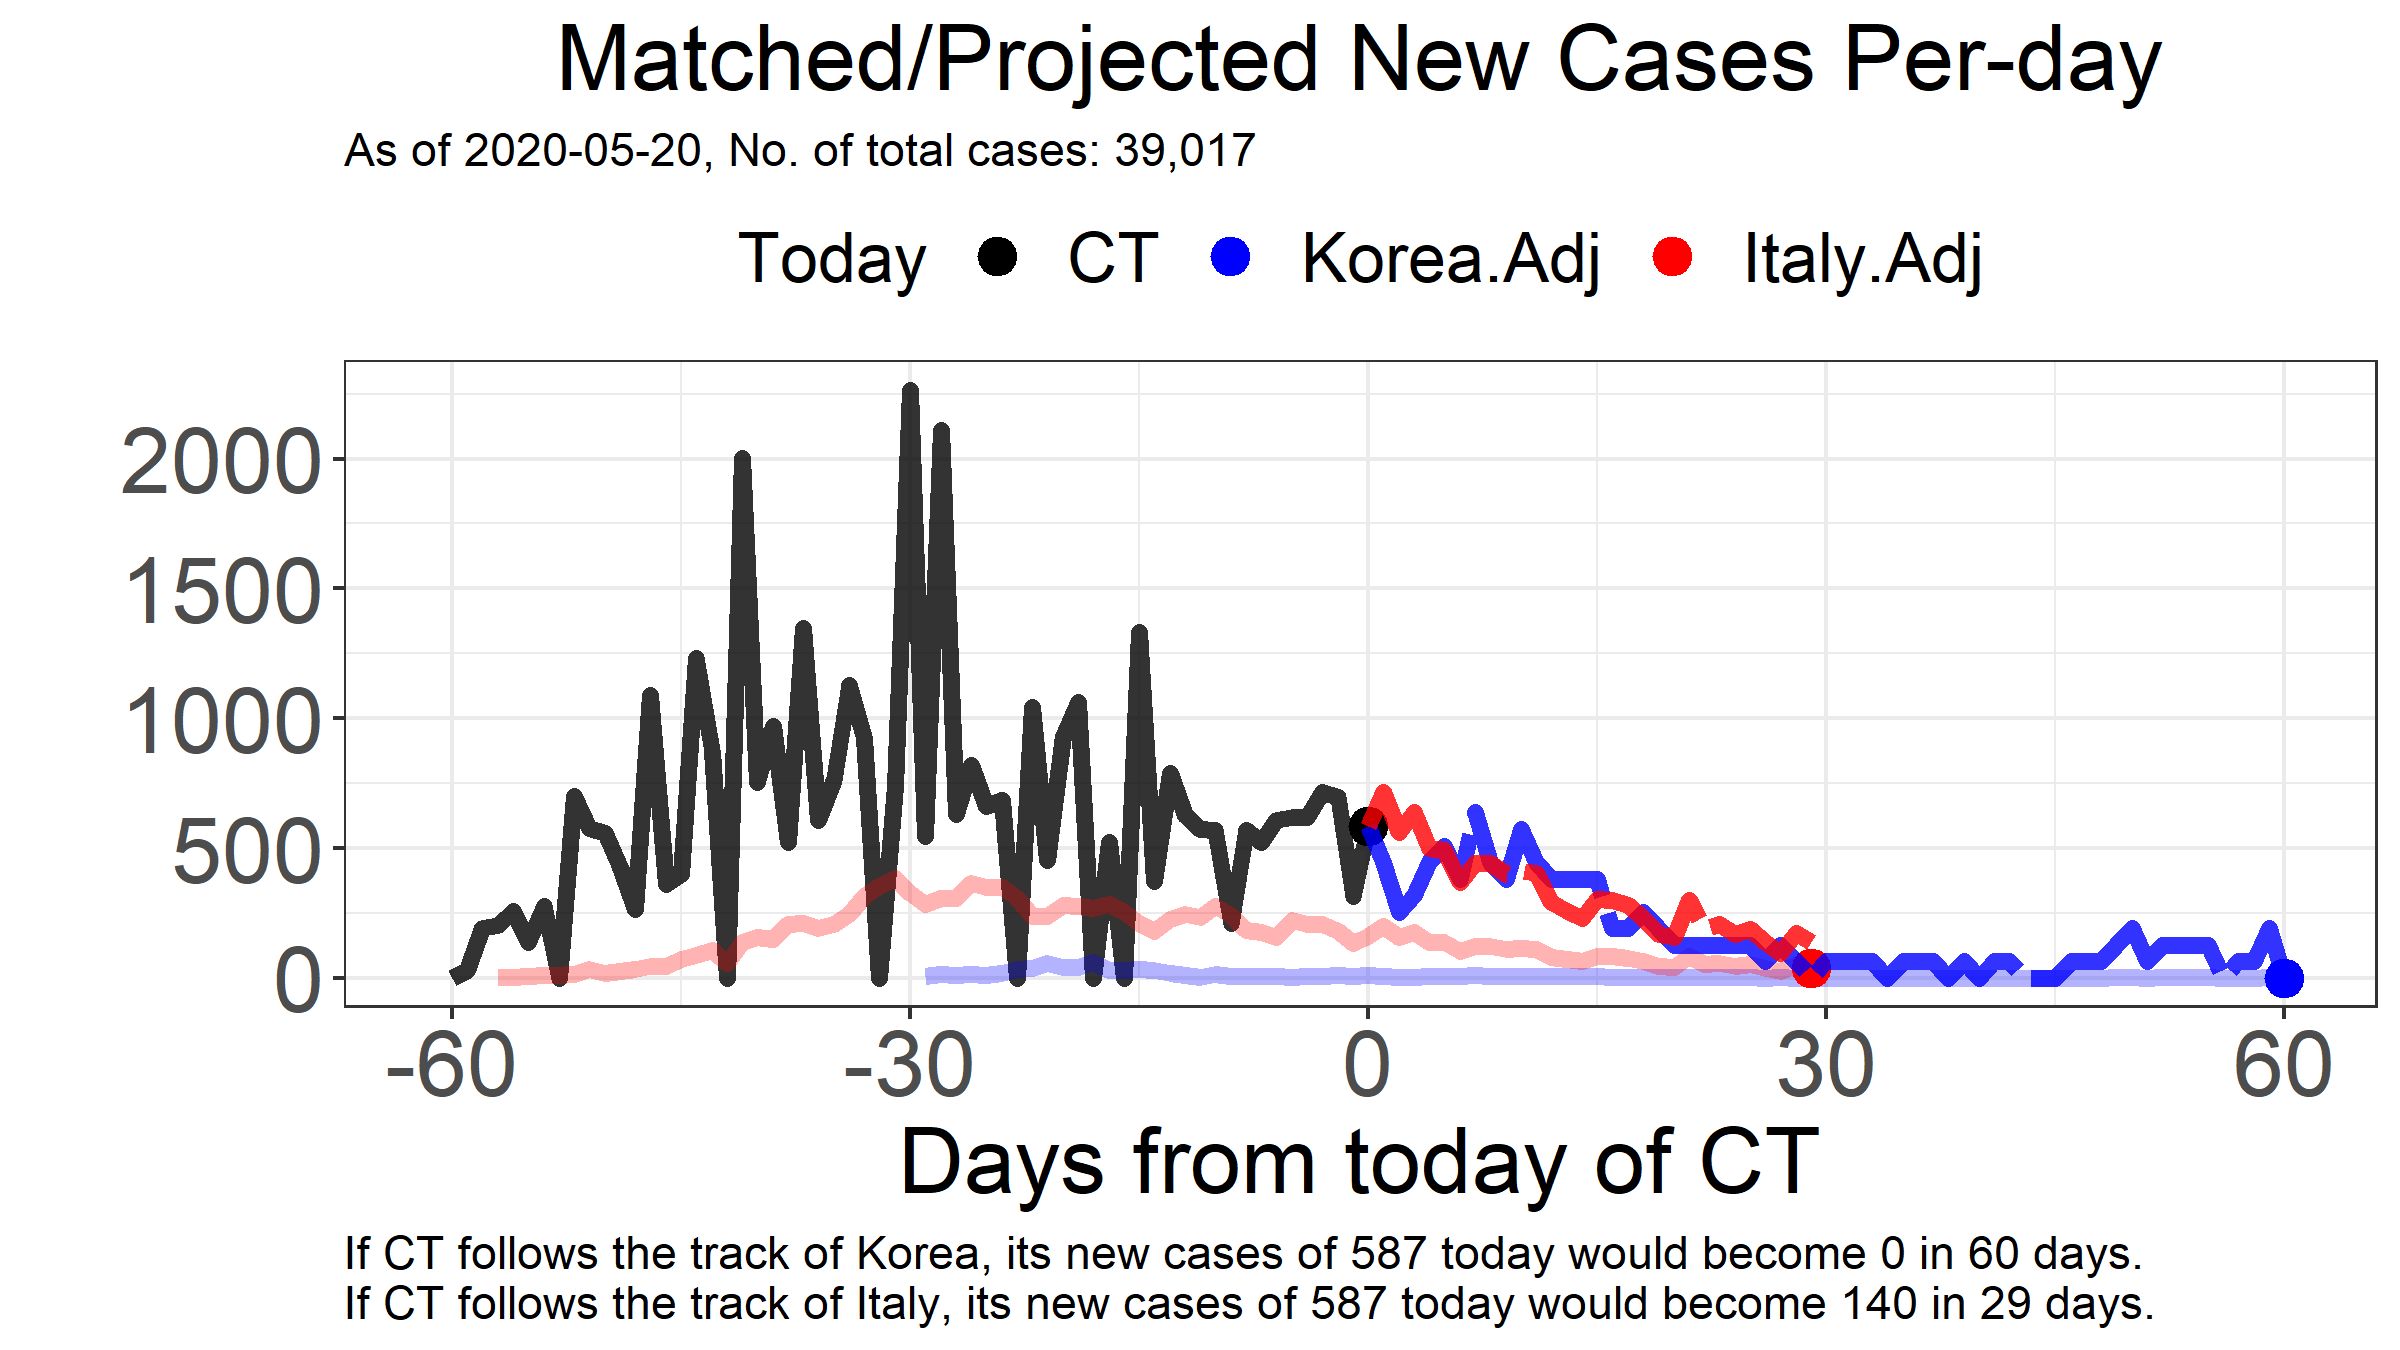 Matched/Projected New Cases Per-day
As of 2020-05-20, No. of total cases: 39,017
Today CT Korea.Adj Italy.Adj
2000
1500
1000
500
0
-60 -30 0 30 60
Days from today of CT
If CT follows the track of Korea, its new cases of 587 today would become 0 in 60 days.
If CT follows the track of Italy, its new cases of 587 today would become 140 in 29 days.